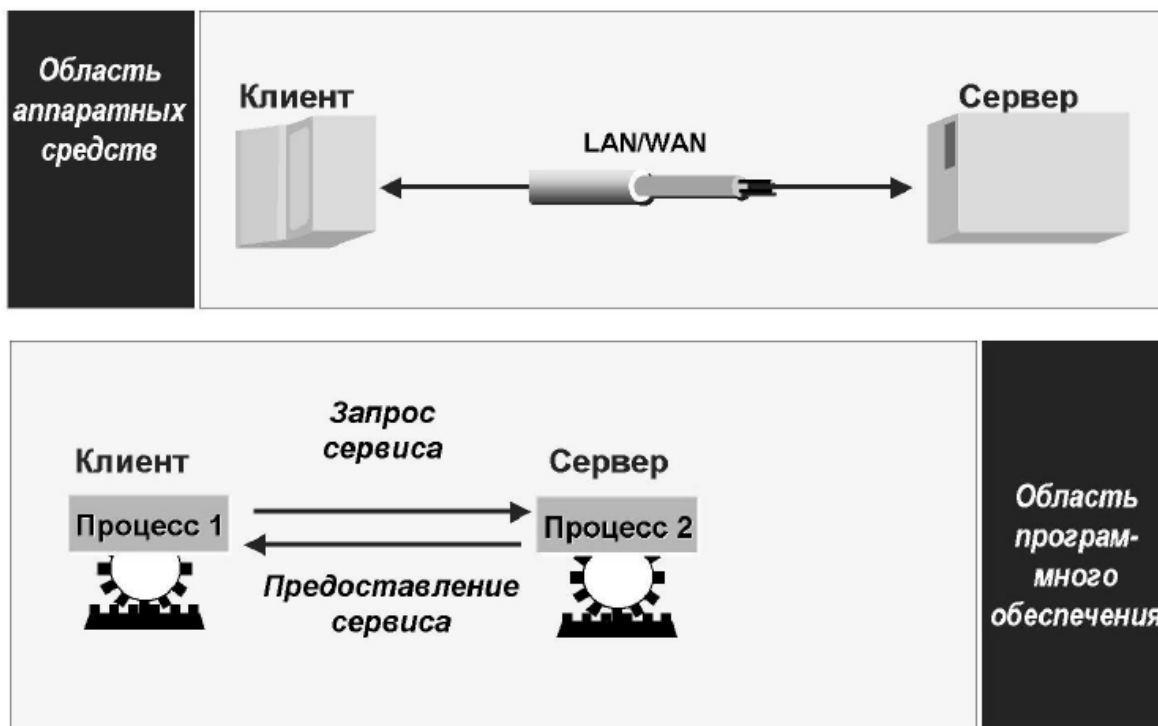 Область
аппаратных
средств
Клиент
LAN/WAN
Сервер
Запрос
сервиса
Клиент
Сервер
Процесс 1
Процесс 2
Предоставление
сервиса
Область
програм-
много
обеспечения